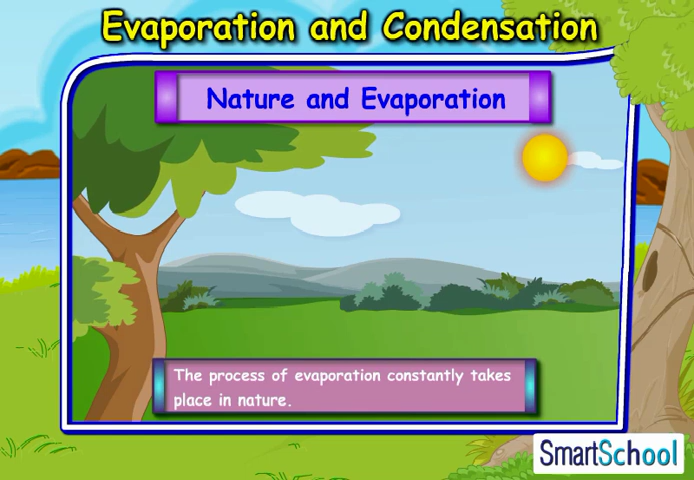 Evaporation and Condensation
Nature and Evaporation
The process of evaporation constantly takes
place in nature.
SmartSchool